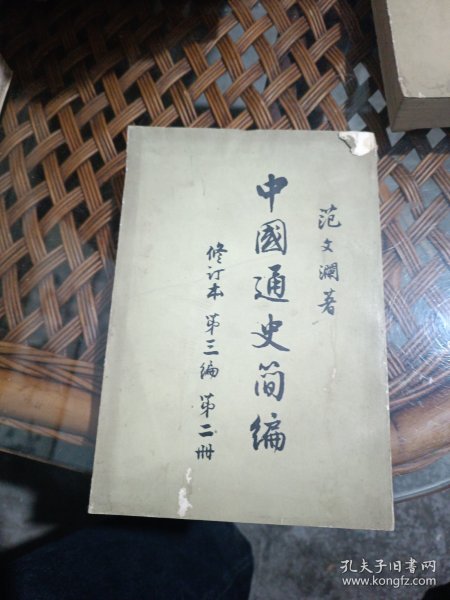 范文澜著
中國通史简编
修订本 第三编 第二册
孔夫子旧书网
www.kongfz.com